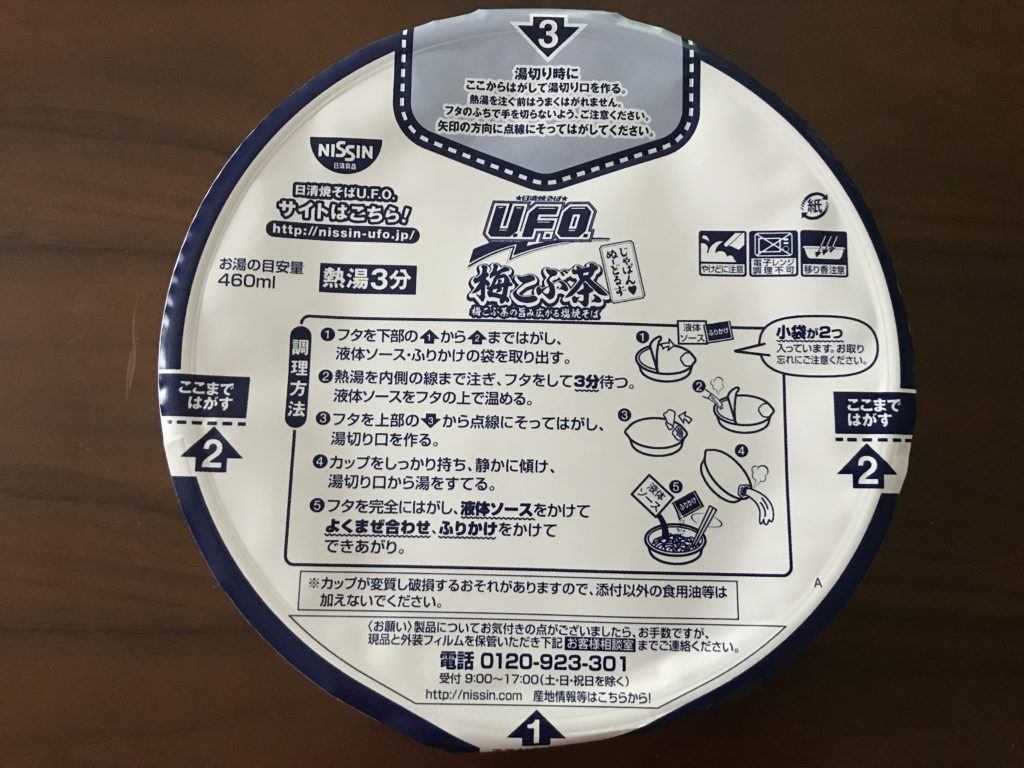 3
湯切り時に
ここからはがして湯切り口を作る。
熱湯を注ぐ前はうまくはがれません。
フタのふちで手を切らないよう、ご注意ください。
矢印の方向に点線にそってはがしてください。
NISSIN
日清食品
日清焼そばU.F.O.
サイトはこちら!
http://nissin-ufo.jp/
お湯の目安量
460ml
熱湯3分
★日清焼そば★
U.F.O.
梅こぶ茶
じゃぱん
ぬ〜どるず
梅こぶ茶の旨み広がる塩焼そば
紙
やけどに注意
電子レンジ
調理不可
移り香注意
調理方法
❶フタを下部の1から2まではがし、
液体ソース・ふりかけの袋を取り出す。
❷熱湯を内側の線まで注ぎ、フタをして3分待つ。
液体ソースをフタの上で温める。
❸フタを上部の3から点線にそってはがし、
湯切り口を作る。
❹カップをしっかり持ち、静かに傾け、
湯切り口から湯をすてる。
❺フタを完全にはがし、液体ソースをかけて
よくまぜ合わせ、ふりかけをかけて
できあがり。
❶
液体
ソース
ふりかけ
小袋が2つ
入っています。お取り
忘れにご注意ください。
❷
❸
❹
❺
液体
ソース
ふりかけ
ここまで
はがす
2
ここまで
はがす
2
※カップが変質し破損するおそれがありますので、添付以外の食用油等は
加えないでください。
A
〈お願い〉製品についてお気付きの点がございましたら、お手数ですが、
現品と外装フィルムを保管いただき下記お客様相談室までご連絡ください。
電話 0120-923-301
受付 9:00〜17:00(土・日・祝日を除く)
http://nissin.com 産地情報等はこちらから!
1